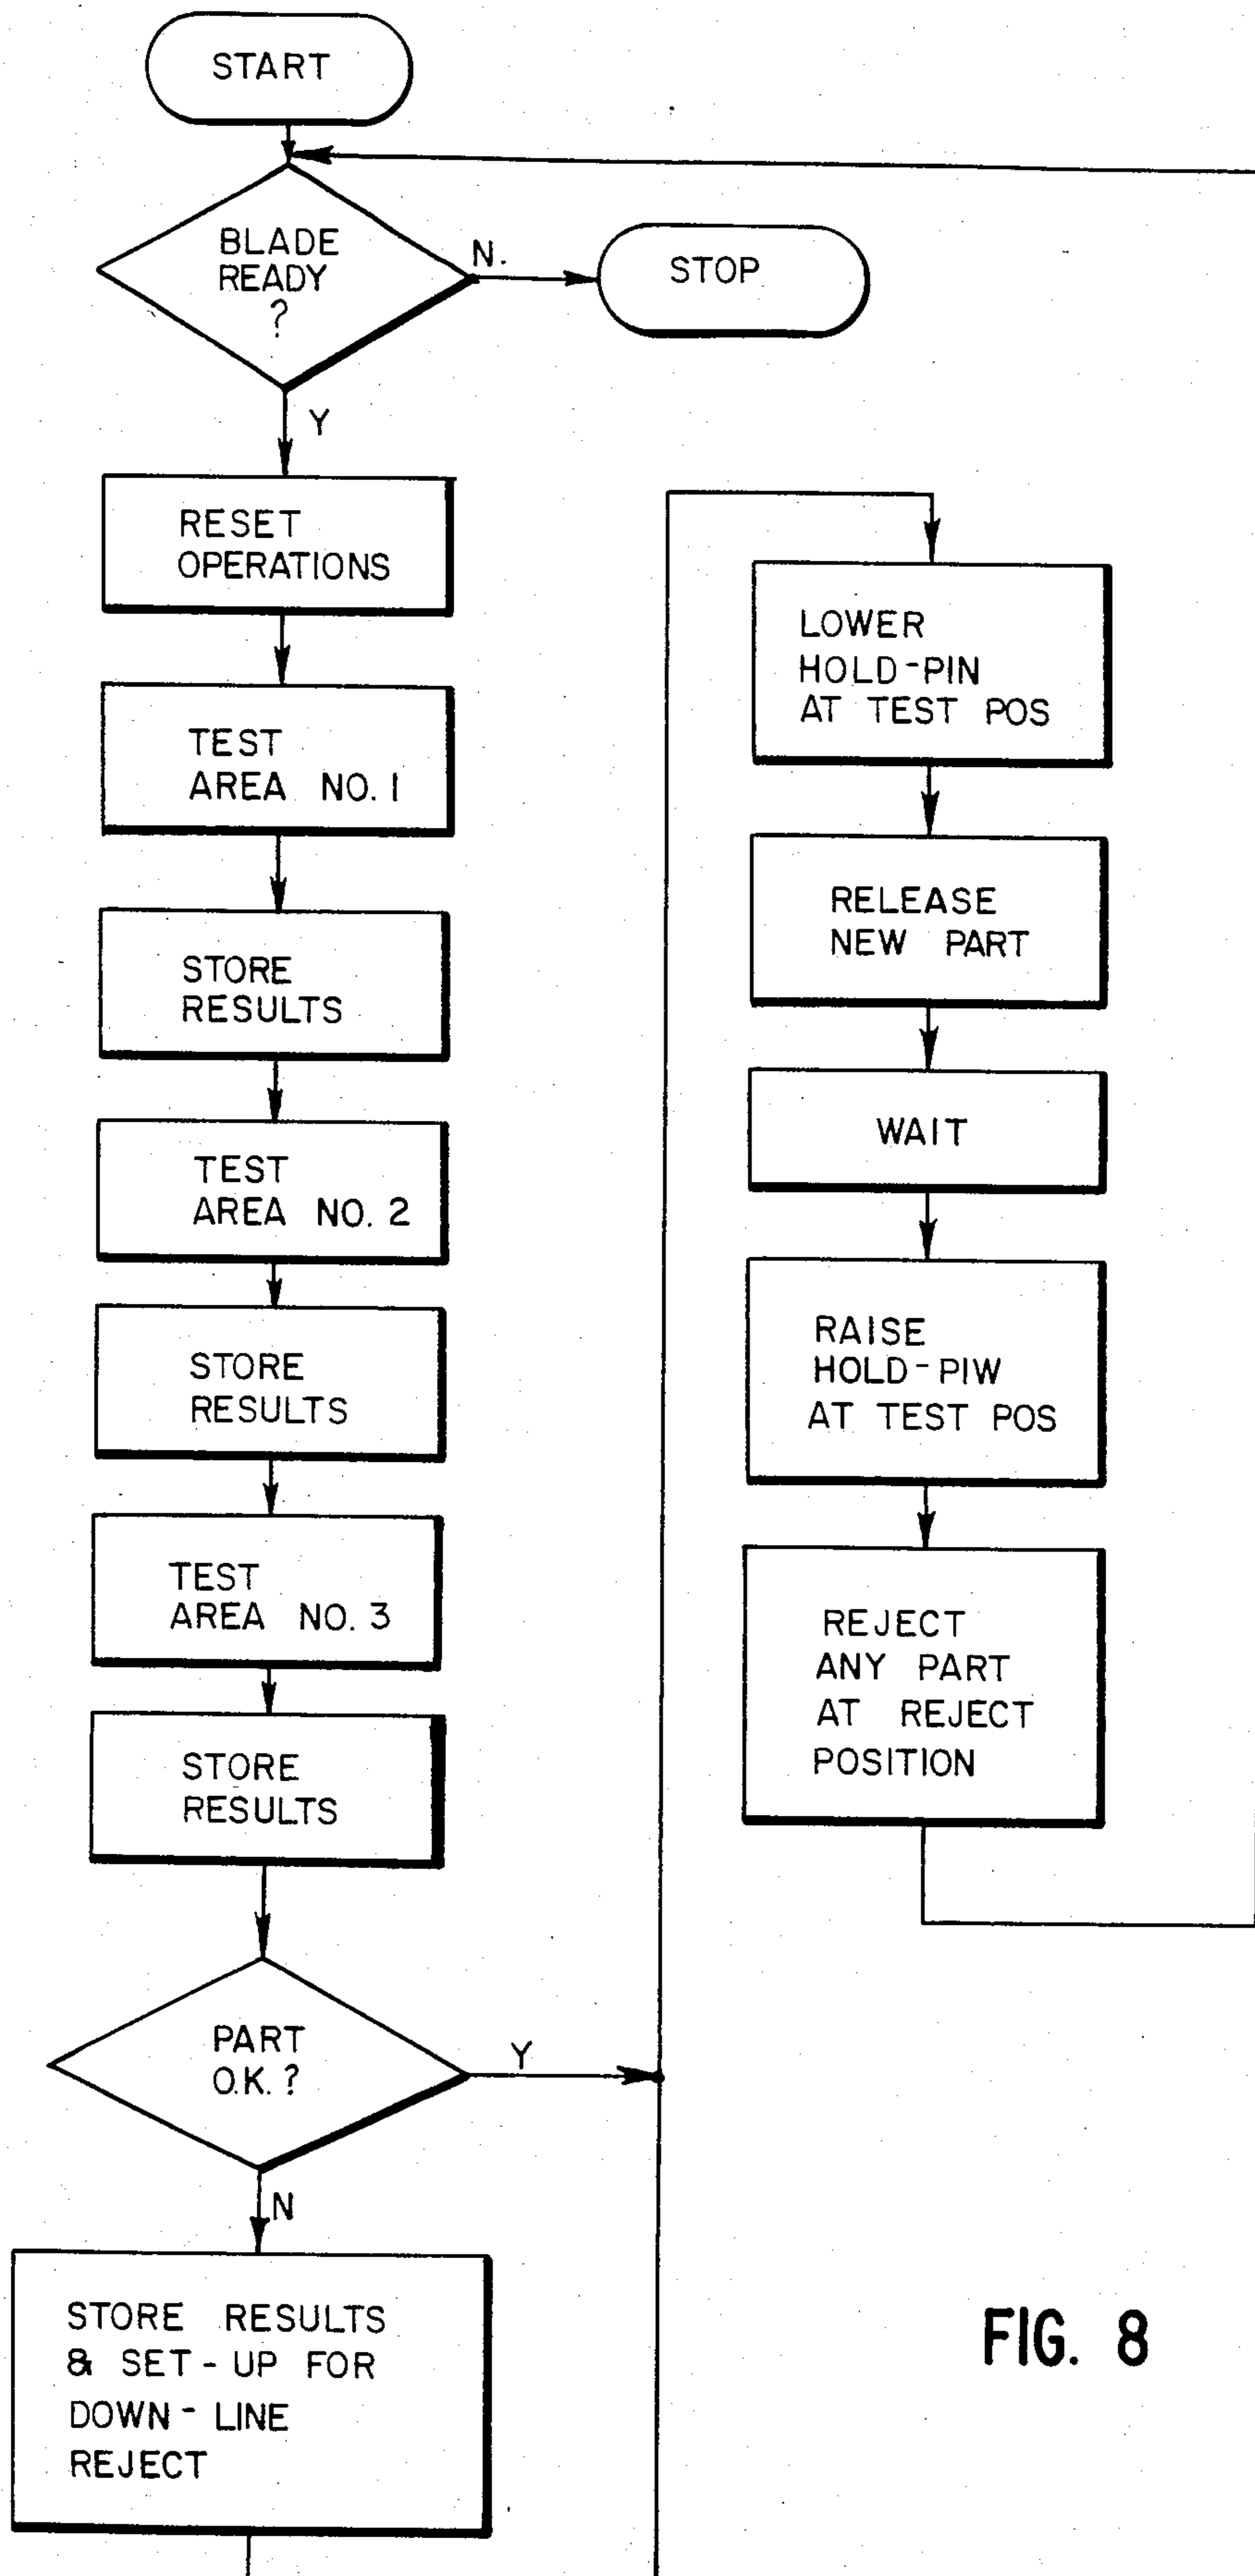 START
BLADE
READY
?
N.
STOP
Y
RESET
OPERATIONS
TEST
AREA NO. 1
STORE
RESULTS
TEST
AREA NO. 2
STORE
RESULTS
TEST
AREA NO. 3
STORE
RESULTS
PART
O.K. ?
Y
N
STORE RESULTS
& SET-UP FOR
DOWN-LINE
REJECT
LOWER
HOLD-PIN
AT TEST POS
RELEASE
NEW PART
WAIT
RAISE
HOLD-PIW
AT TEST POS
REJECT
ANY PART
AT REJECT
POSITION
FIG. 8